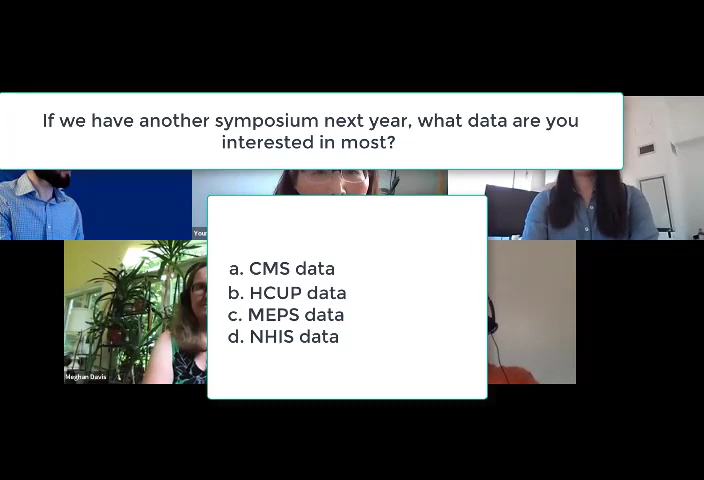 If we have another symposium next year, what data are you
interested in most?
Your
a. CMS data
b. HCUP data
c. MEPS data
d. NHIS data
Meghan Davis